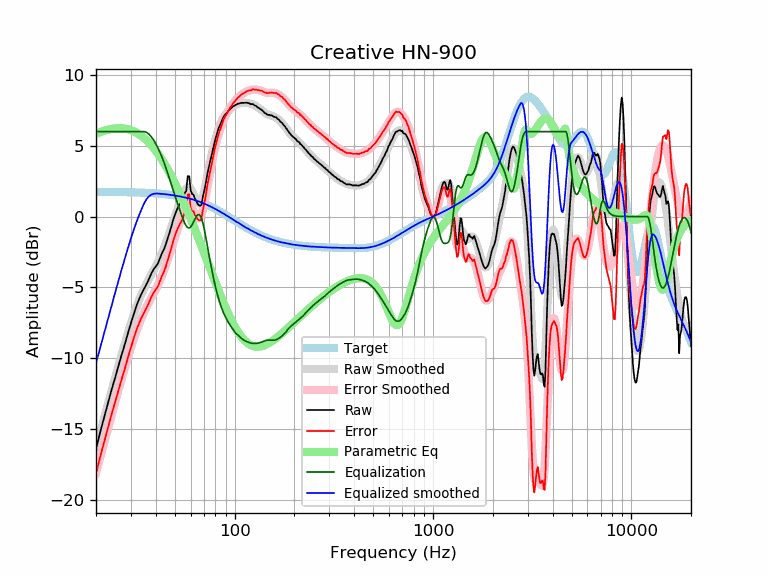 Creative HN-900
10
5
0
−5
−10
−15
−20
Amplitude (dBr)
Target
Raw Smoothed
Error Smoothed
Raw
Error
Parametric Eq
Equalization
Equalized smoothed
100
1000
10000
Frequency (Hz)